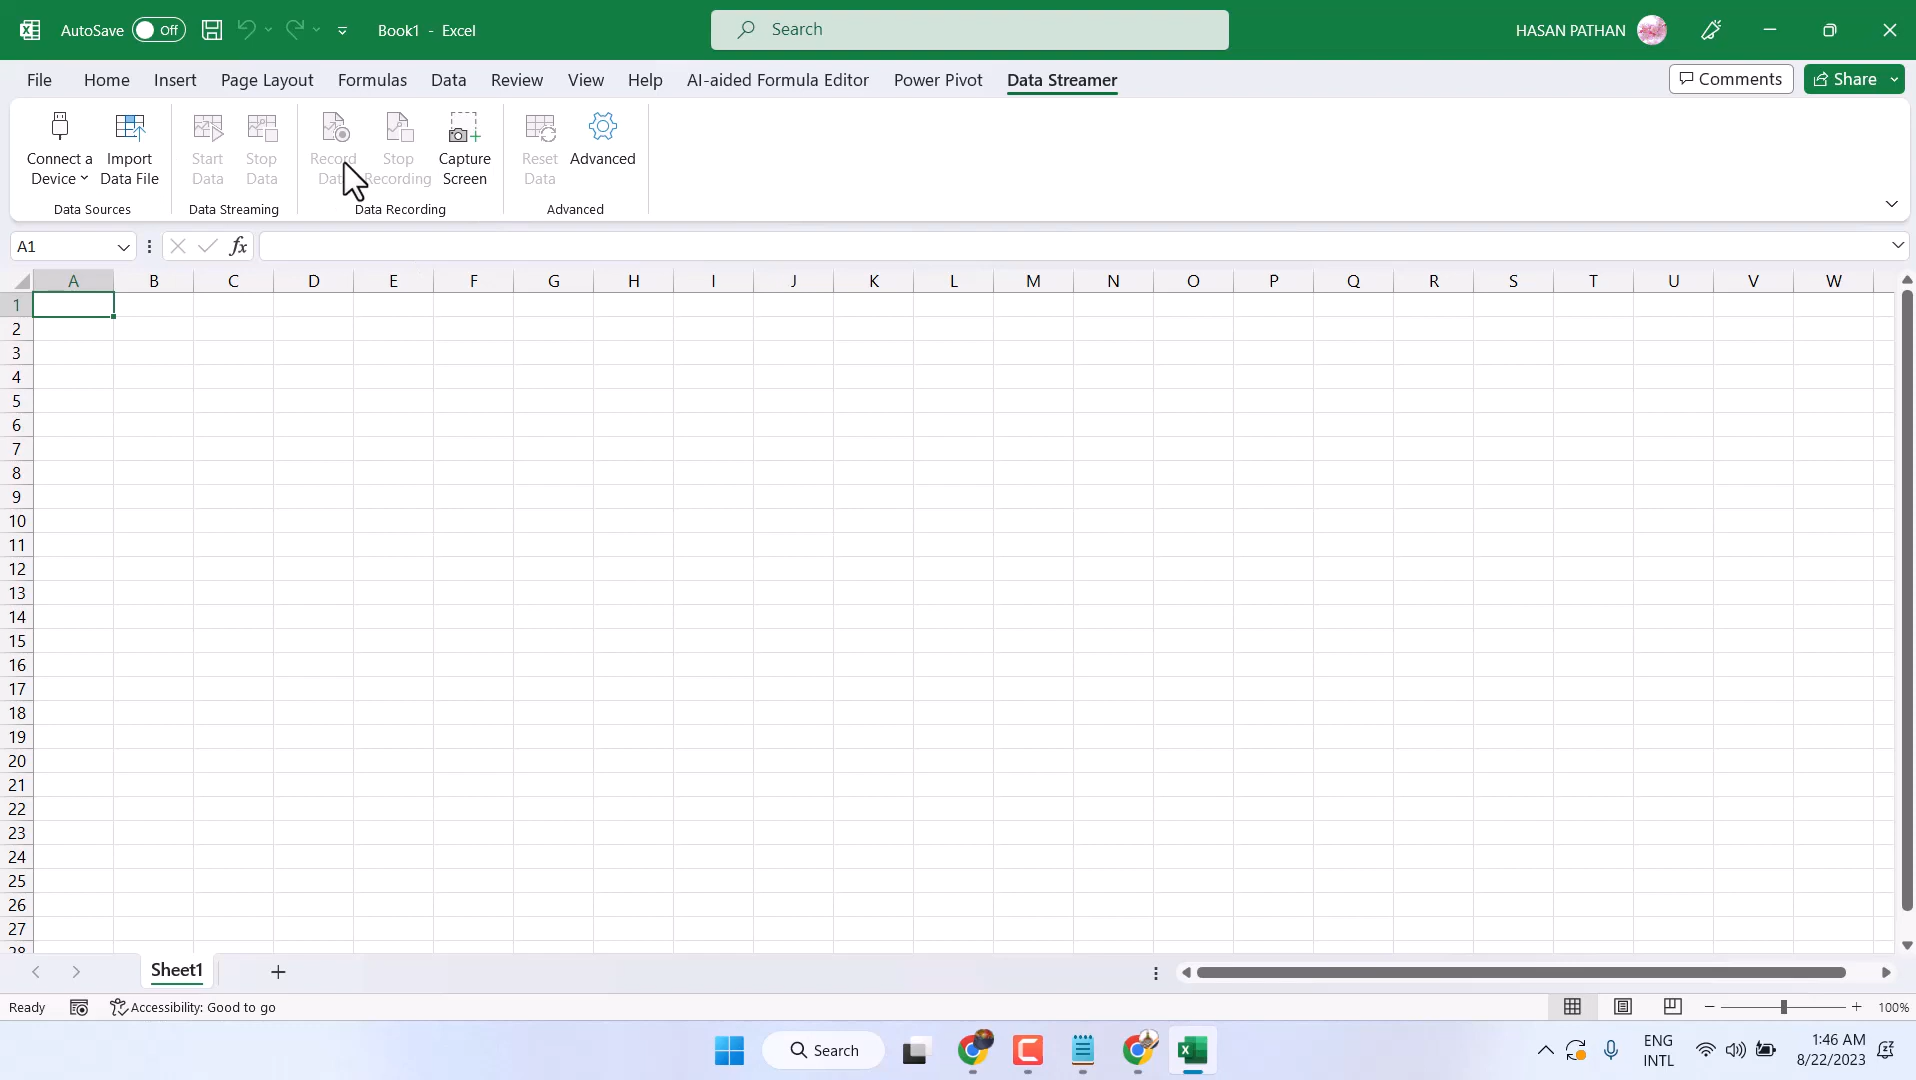 AutoSave Off Book1 - Excel Search HASAN PATHAN
File Home Insert Page Layout Formulas Data Review View Help AI-aided Formula Editor Power Pivot Data Streamer Comments Share
Connect a Device
Import Data File
Start Data
Stop Data
Record
Stop Recording
Capture Screen
Reset Data
Advanced
Data Sources Data Streaming Data Recording Advanced
A1 fx
A B C D E F G H I J K L M N O P Q R S T U V W
1
2
3
4
5
6
7
8
9
10
11
12
13
14
15
16
17
18
19
20
21
22
23
24
25
26
27
28
Sheet1
Ready Accessibility: Good to go 100%
Search ENG INTL 1:46 AM
8/22/2023